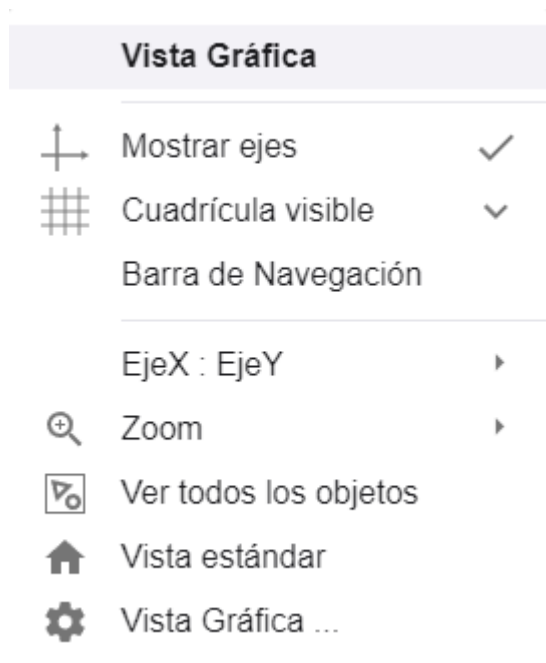 Vista Gráfica
Mostrar ejes
Cuadrícula visible
Barra de Navegación
EjeX : EjeY
Zoom
Ver todos los objetos
Vista estándar
Vista Gráfica ...